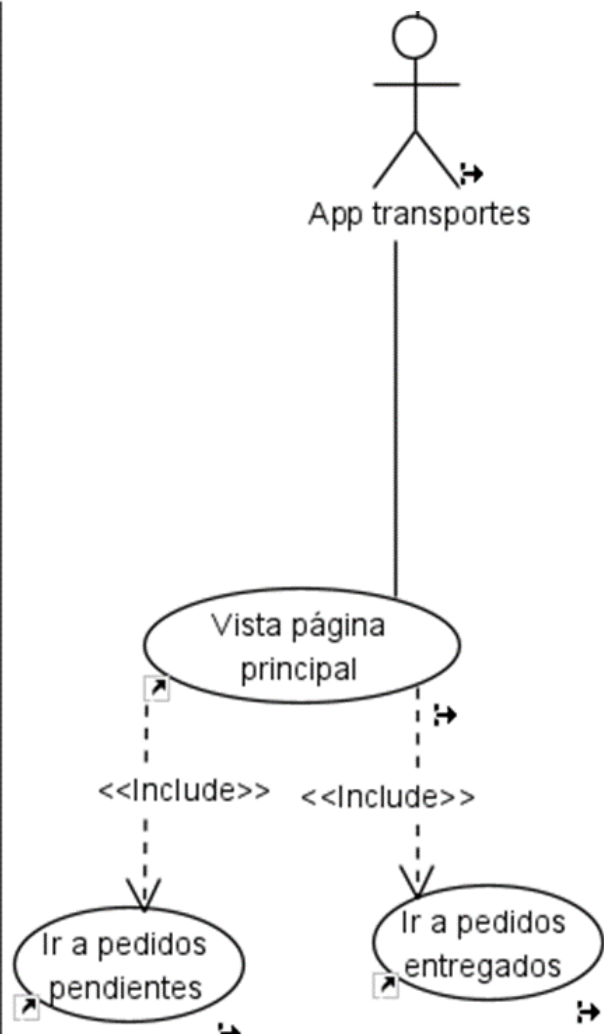 App transportes
Vista página
principal
<<Include>>
<<Include>>
Ir a pedidos
pendientes
Ir a pedidos
entregados